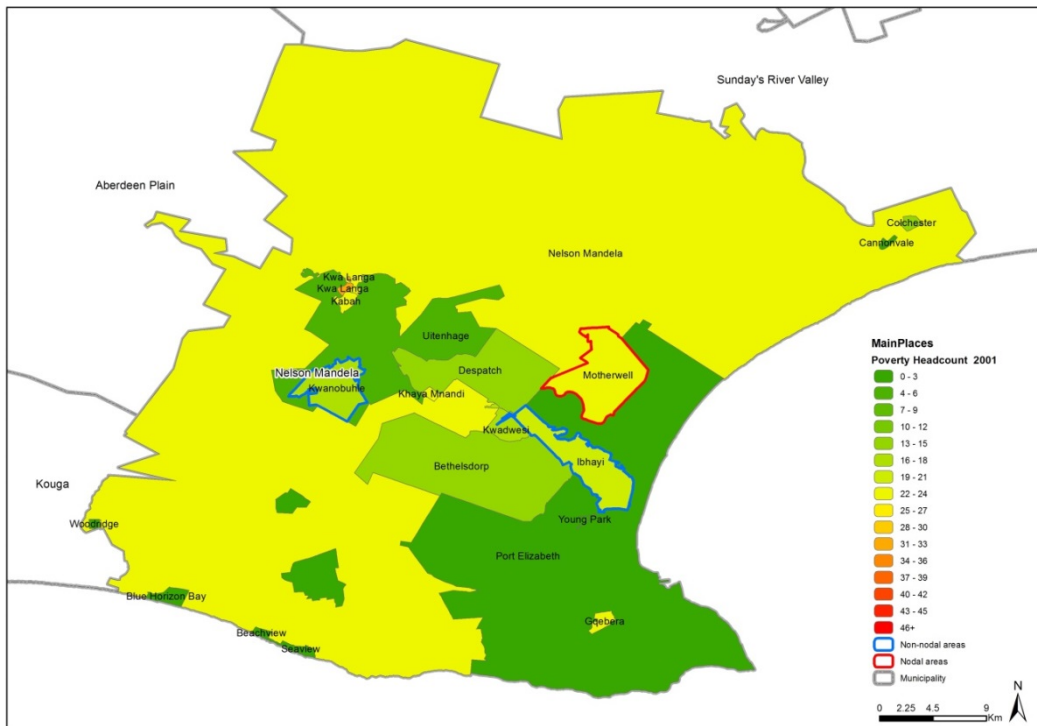 Sunday's River Valley
Aberdeen Plain
Colchester
Cannonvale
Nelson Mandela
Kwa Langa
Kwa Langa
Kabah
Uitenhage
Despatch
Motherwell
Nelson Mandela
Kwanobuhle
Khaya Mnandi
Kwadwesi
Ibhayi
Bethelsdorp
Kouga
Young Park
Woodridge
Port Elizabeth
Blue Horizon Bay
Gqebera
Beachview
Seaview
MainPlaces
Poverty Headcount 2001
0 - 3
4 - 6
7 - 9
10 - 12
13 - 15
16 - 18
19 - 21
22 - 24
25 - 27
28 - 30
31 - 33
34 - 36
37 - 39
40 - 42
43 - 45
46+
Non-nodal areas
Nodal areas
Municipality
N
0 2.25 4.5 9
Km